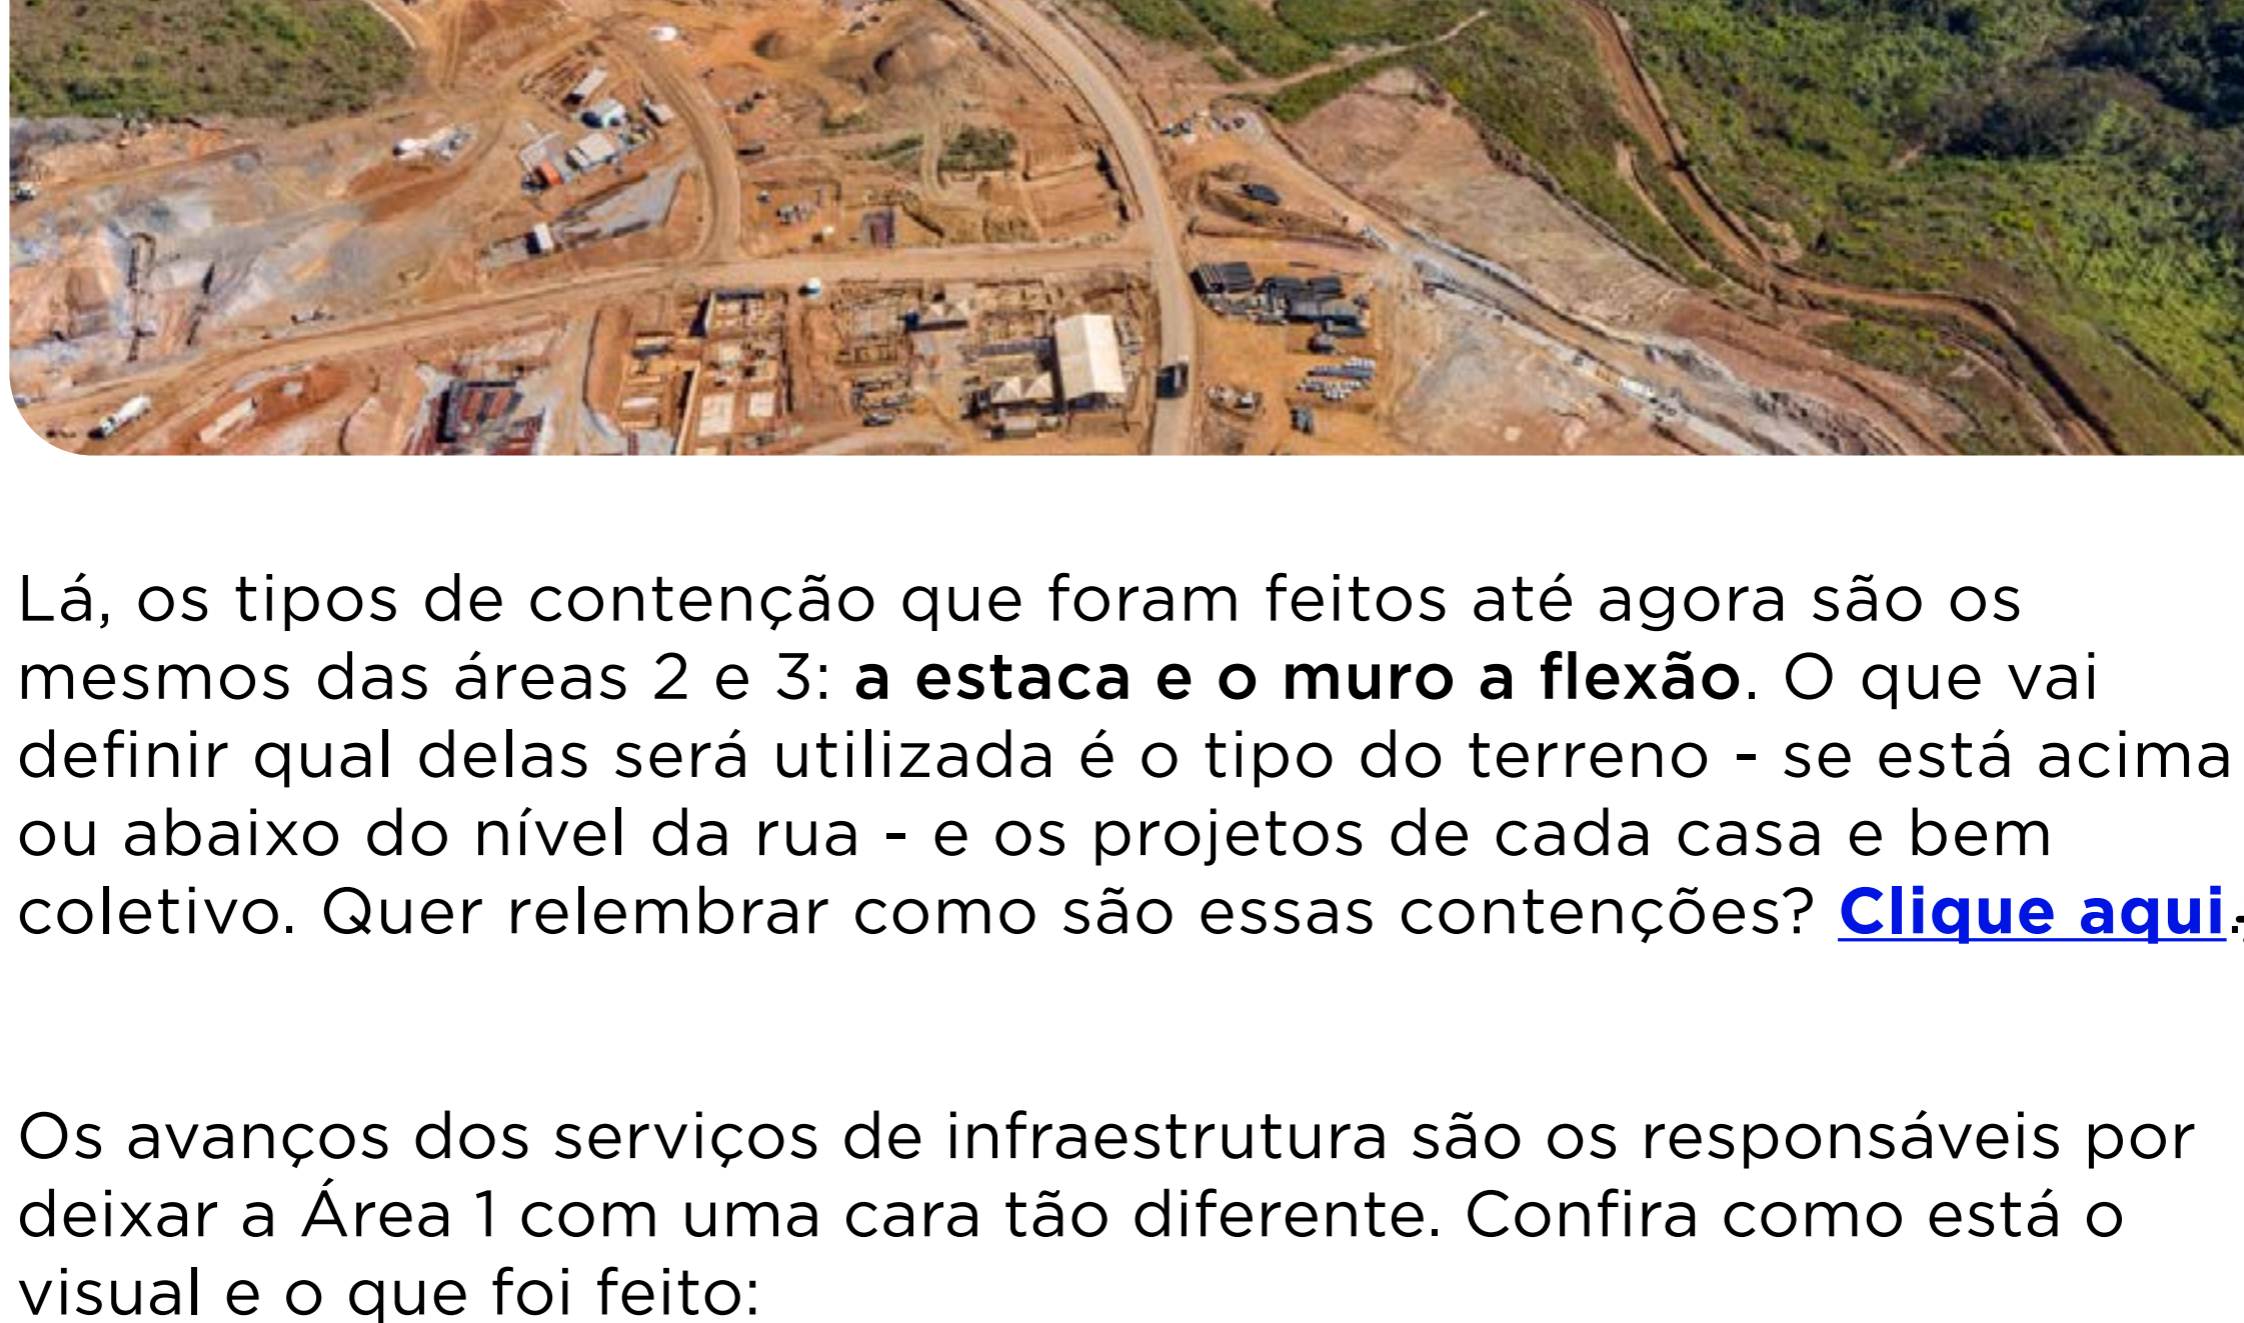 Lá, os tipos de contenção que foram feitos até agora são os
mesmos das áreas 2 e 3: a estaca e o muro a flexão. O que vai
definir qual delas será utilizada é o tipo do terreno - se está acima
ou abaixo do nível da rua - e os projetos de cada casa e bem
coletivo. Quer relembrar como são essas contenções? Clique aqui.
Os avanços dos serviços de infraestrutura são os responsáveis por
deixar a Área 1 com uma cara tão diferente. Confira como está o
visual e o que foi feito: